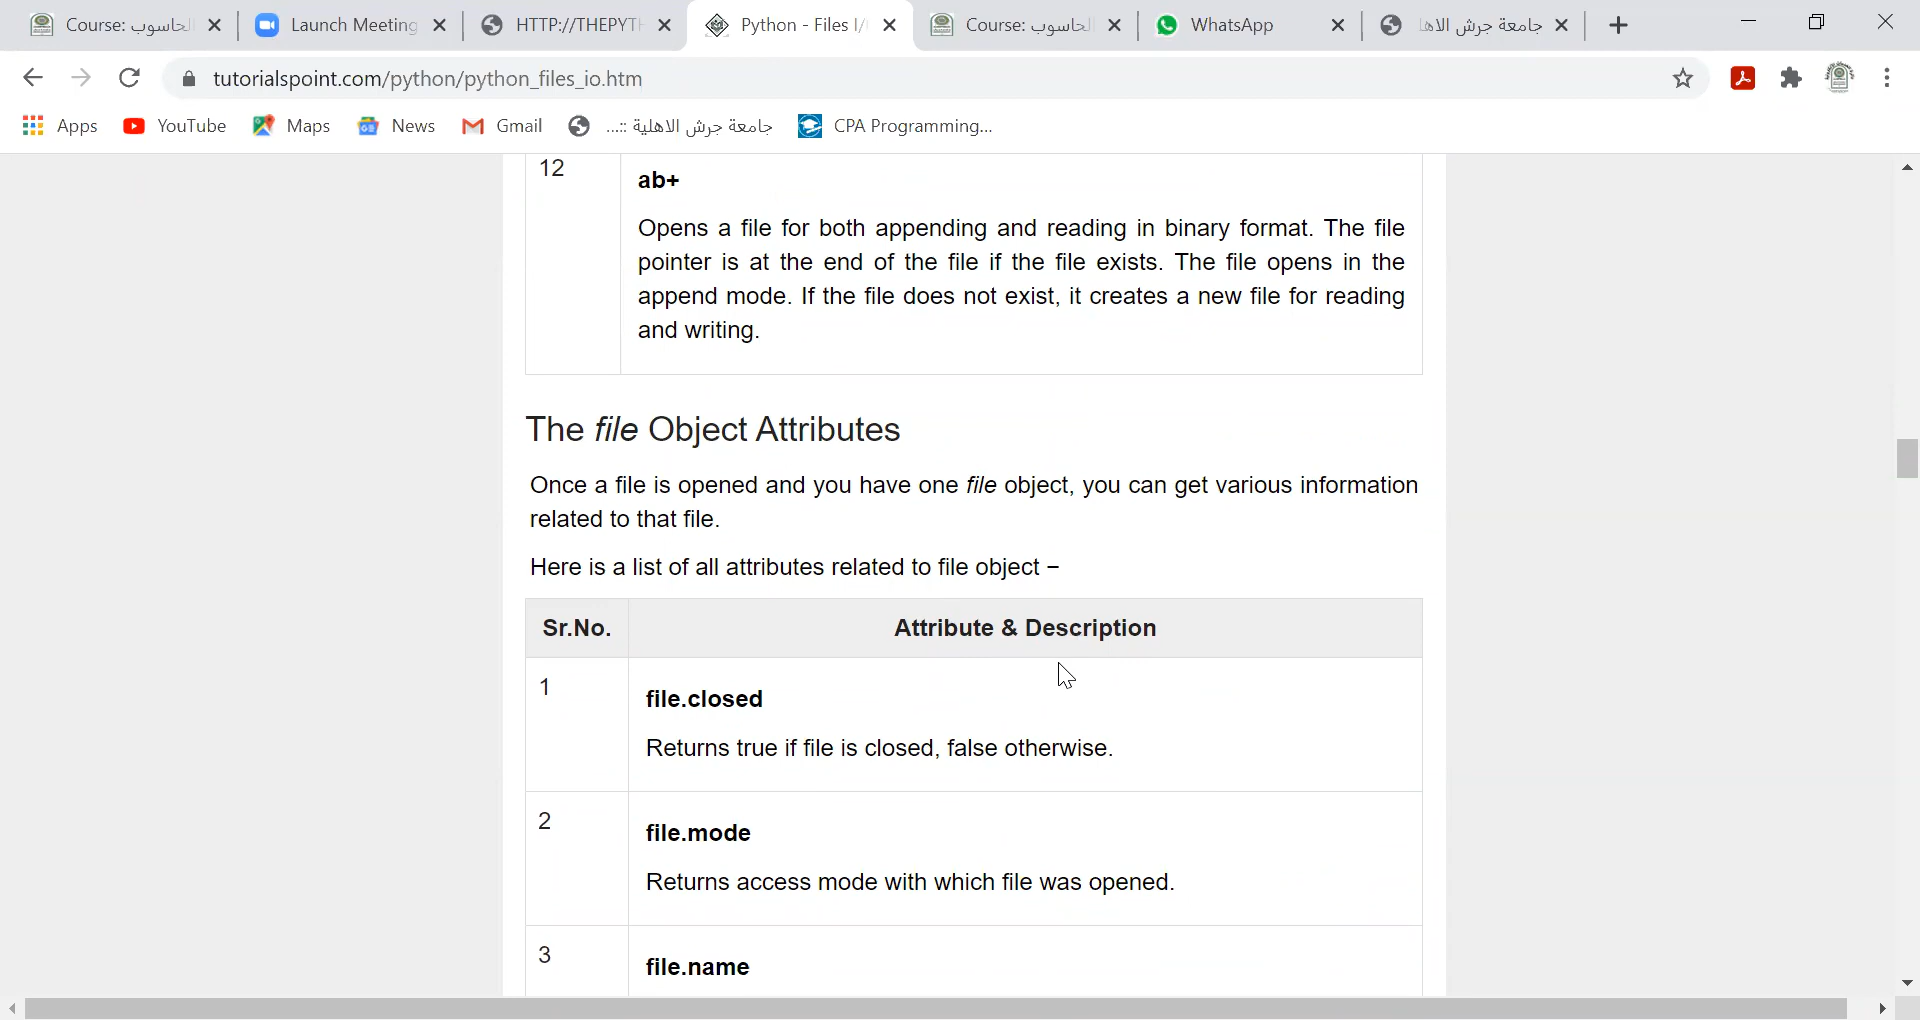 Course: الحاسوب
Launch Meeting
HTTP://THEPYTH
Python - Files I/
Course: الحاسوب
WhatsApp
جامعة جرش الاها
tutorialspoint.com/python/python_files_io.htm
Apps
YouTube
Maps
News
Gmail
جامعة جرش الاهلية ::...
CPA Programming...
12
ab+
Opens a file for both appending and reading in binary format. The file
pointer is at the end of the file if the file exists. The file opens in the
append mode. If the file does not exist, it creates a new file for reading
and writing.
The file Object Attributes
Once a file is opened and you have one file object, you can get various information
related to that file.
Here is a list of all attributes related to file object −
Sr.No.
Attribute & Description
1
file.closed
Returns true if file is closed, false otherwise.
2
file.mode
Returns access mode with which file was opened.
3
file.name